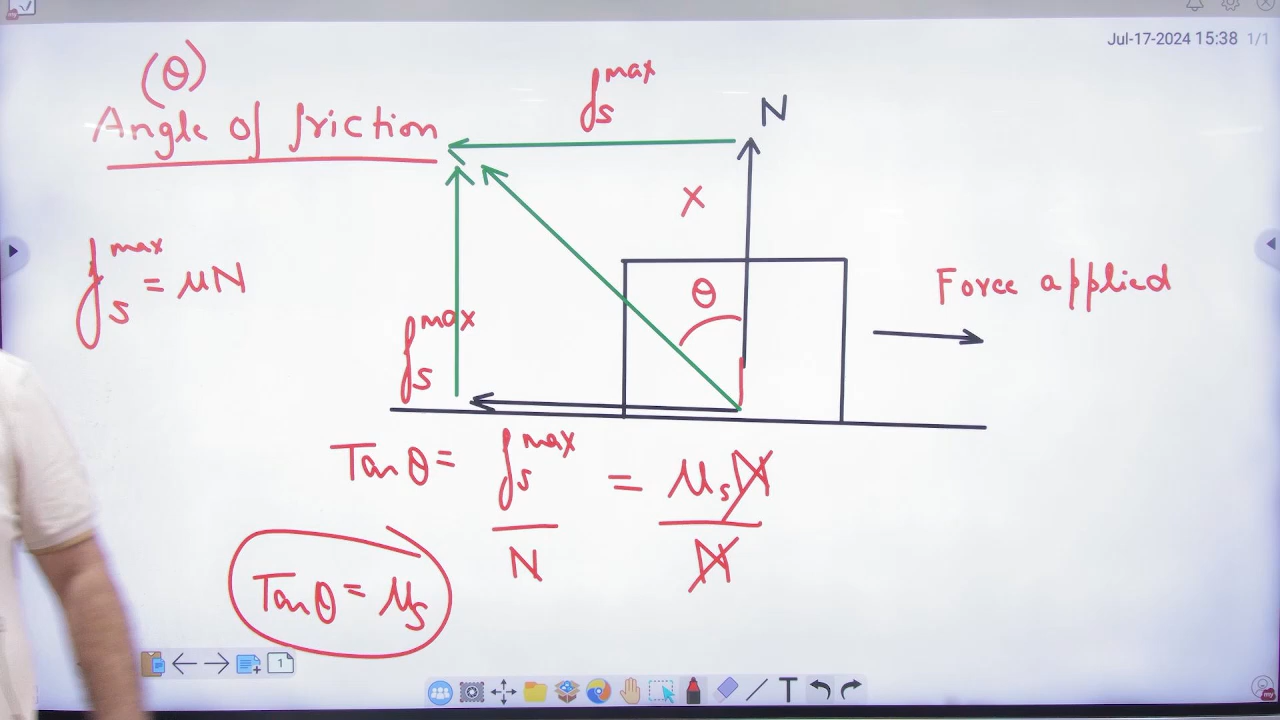 Jul-17-2024 15:38 1/1
(θ)
Angle of friction
fs^max
N
x
fs^max = μN
θ
Force applied
fs^max
Tan θ = fs^max / N = μs N / N
Tan θ = μs
1
T